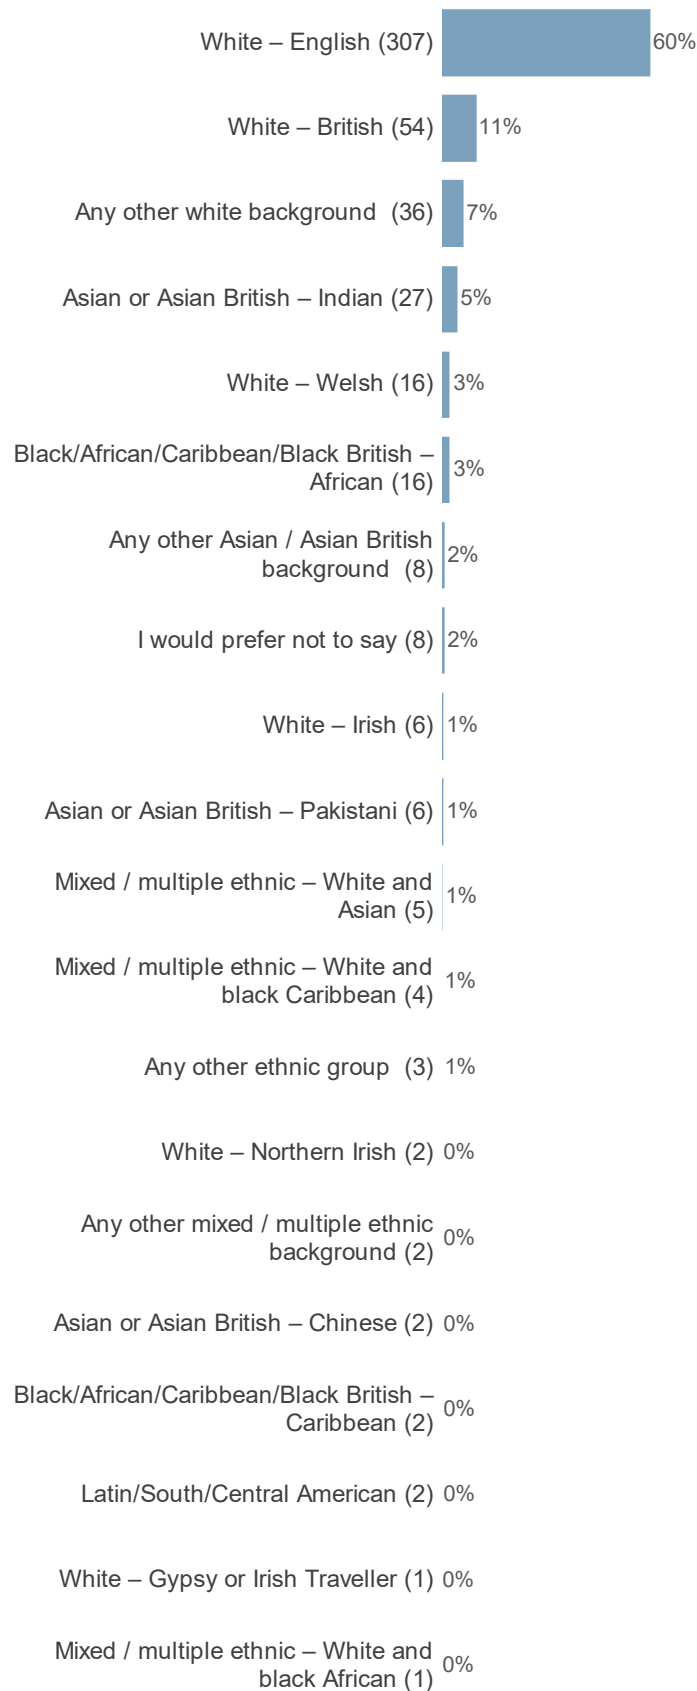 White – English (307) 60%
White – British (54) 11%
Any other white background  (36) 7%
Asian or Asian British – Indian (27) 5%
White – Welsh (16) 3%
Black/African/Caribbean/Black British –
African (16) 3%
Any other Asian / Asian British
background  (8) 2%
I would prefer not to say (8) 2%
White – Irish (6) 1%
Asian or Asian British – Pakistani (6) 1%
Mixed / multiple ethnic – White and
Asian (5) 1%
Mixed / multiple ethnic – White and
black Caribbean (4) 1%
Any other ethnic group  (3) 1%
White – Northern Irish (2) 0%
Any other mixed / multiple ethnic
background (2) 0%
Asian or Asian British – Chinese (2) 0%
Black/African/Caribbean/Black British –
Caribbean (2) 0%
Latin/South/Central American (2) 0%
White – Gypsy or Irish Traveller (1) 0%
Mixed / multiple ethnic – White and
black African (1) 0%